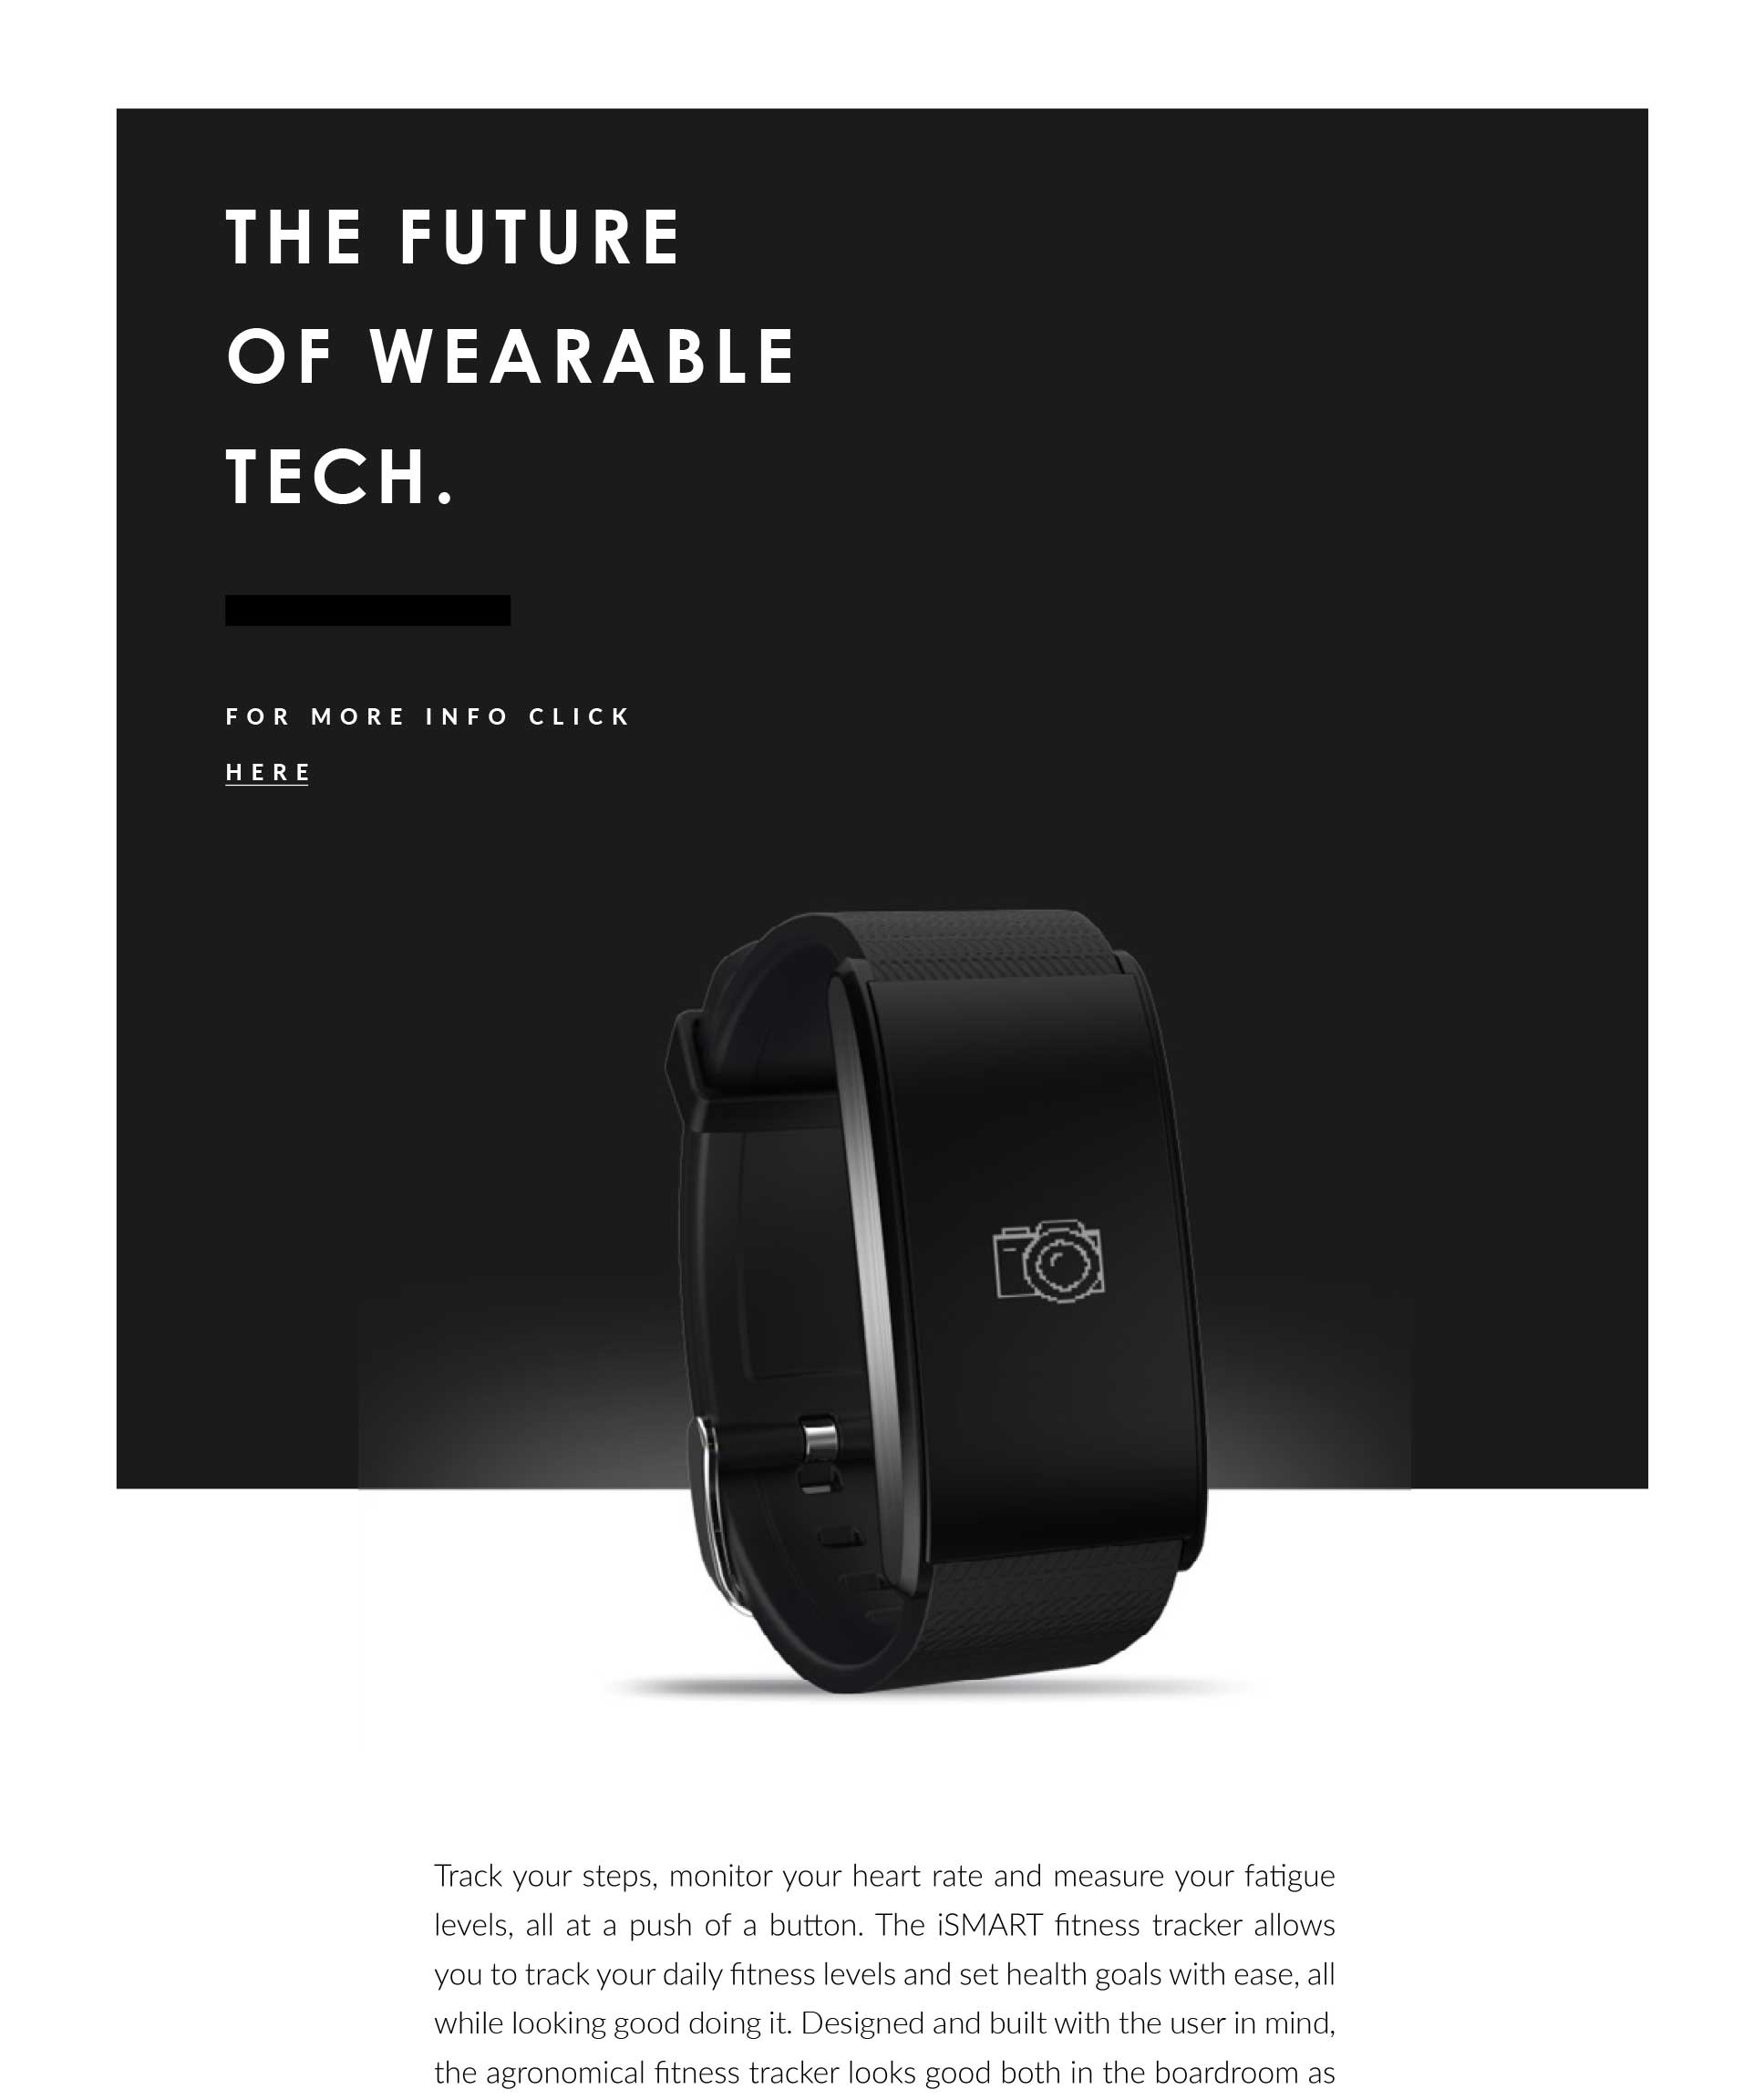 THE FUTURE
OF WEARABLE
TECH.
FOR MORE INFO CLICK
HERE
Track your steps, monitor your heart rate and measure your fatigue
levels, all at a push of a button. The iSMART fitness tracker allows
you to track your daily fitness levels and set health goals with ease, all
while looking good doing it. Designed and built with the user in mind,
the agronomical fitness tracker looks good both in the boardroom as